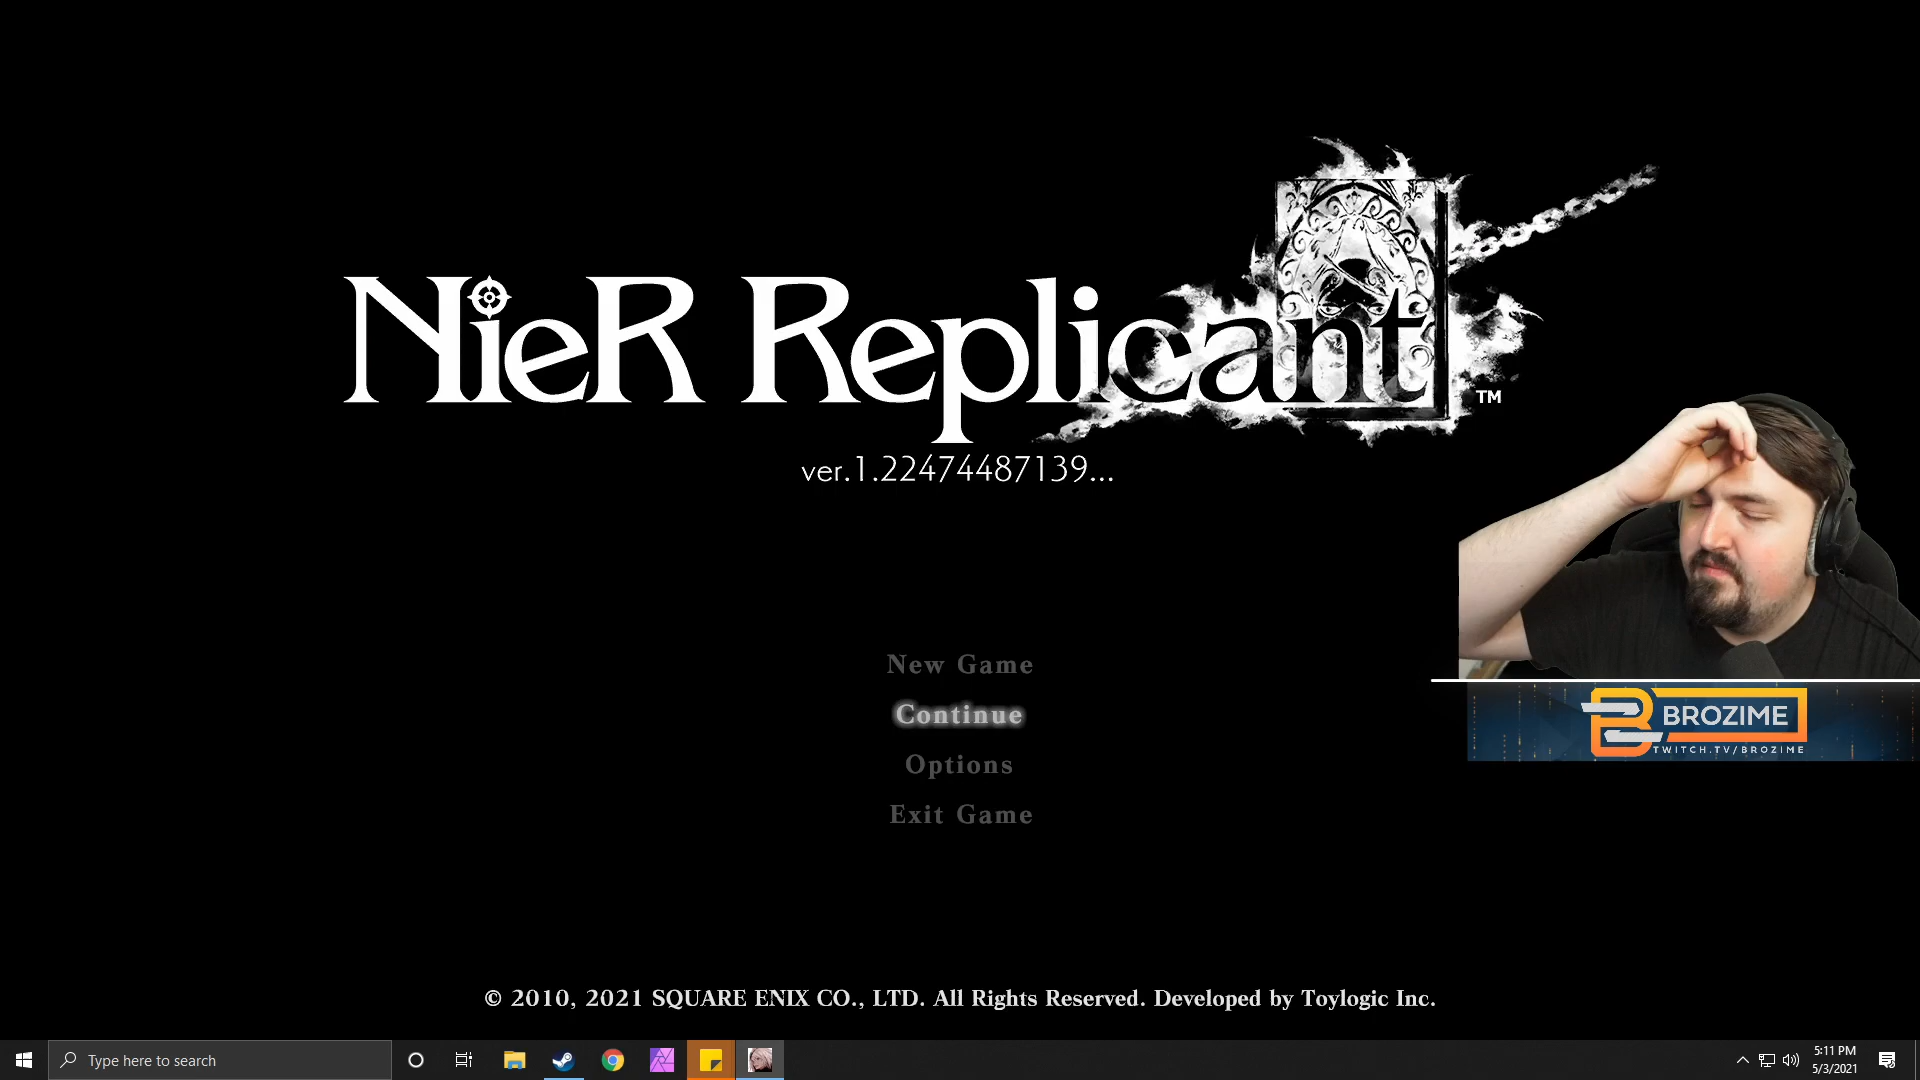 NieR Replicant
TM
ver.1.22474487139...
New Game
Continue
Options
Exit Game
BROZIME
TWITCH.TV/BROZIME
© 2010, 2021 SQUARE ENIX CO., LTD. All Rights Reserved. Developed by Toylogic Inc.
Type here to search
5:11 PM
5/3/2021